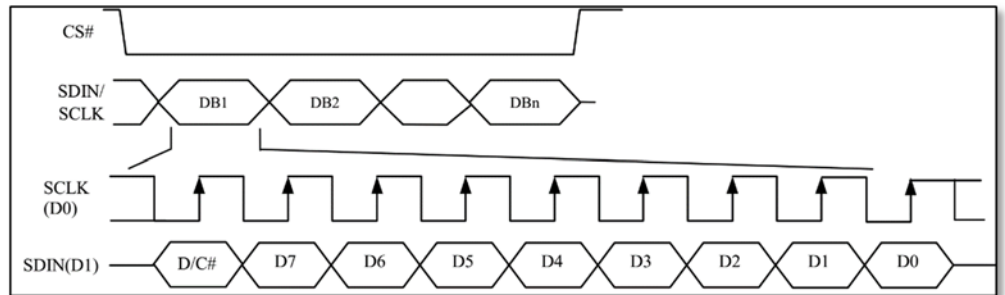 CS#
SDIN/
SCLK
DB1 DB2 DBn
SCLK
(D0)
SDIN(D1) D/C# D7 D6 D5 D4 D3 D2 D1 D0